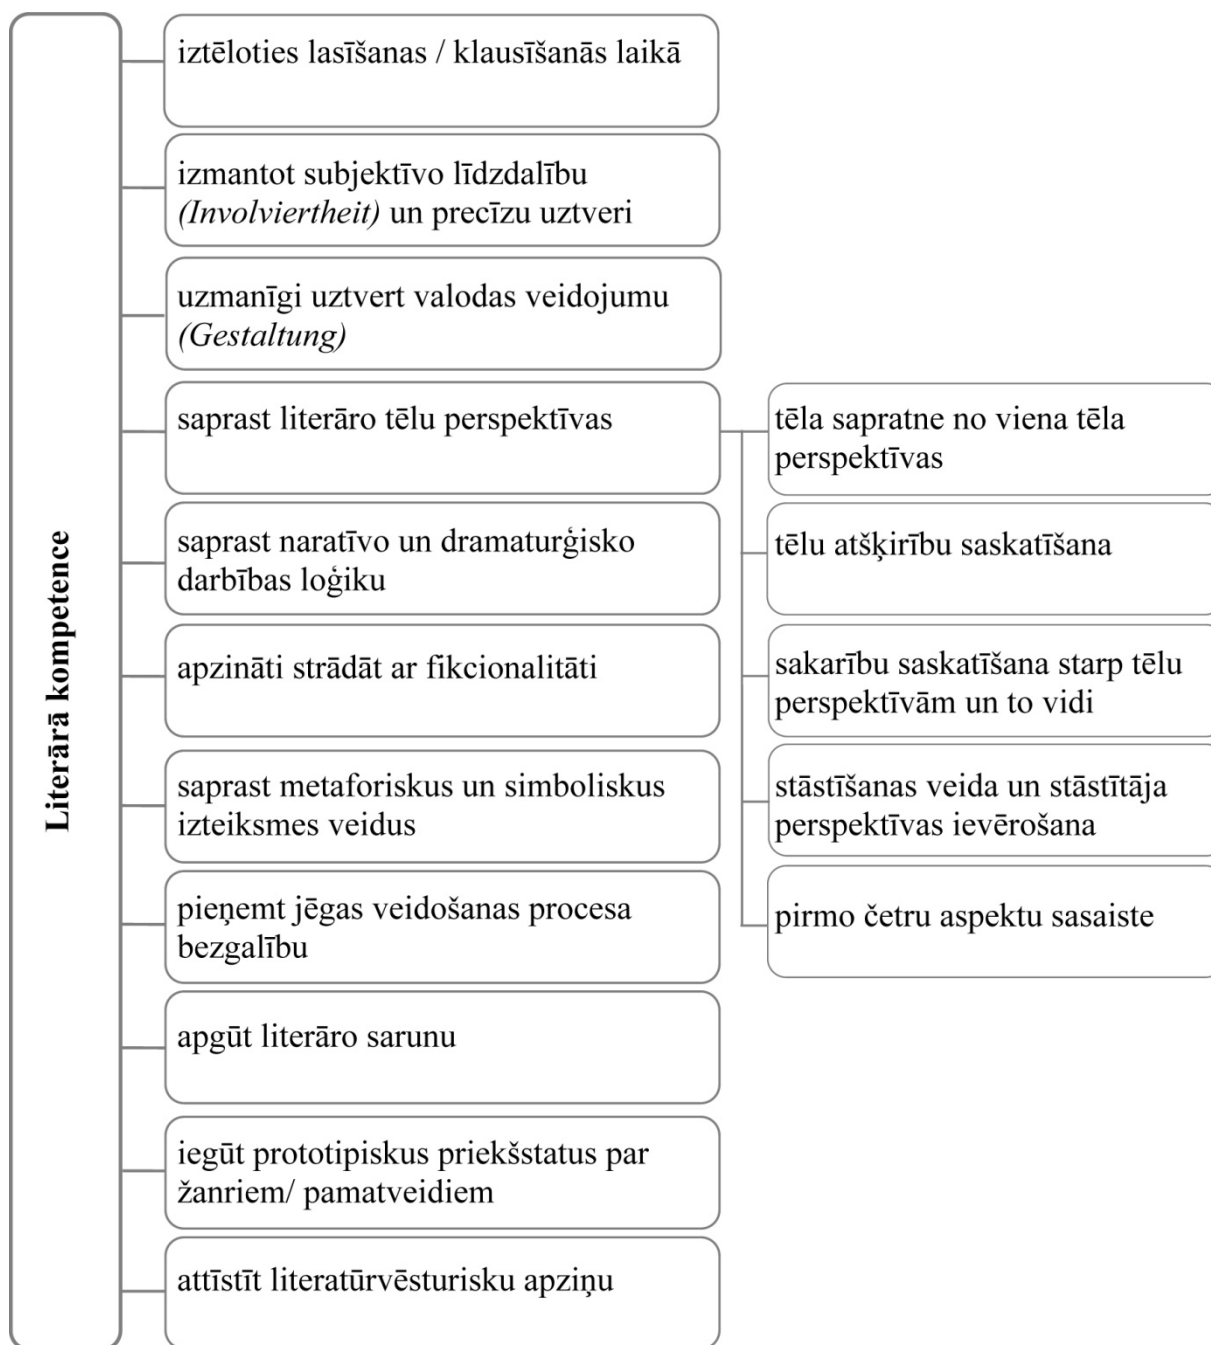 Literārā kompetence
iztēloties lasīšanas / klausīšanās laikā
izmantot subjektīvo līdzdalību
(Involviertheit) un precīzu uztveri
uzmanīgi uztvert valodas veidojumu
(Gestaltung)
saprast literāro tēlu perspektīvas
tēla sapratne no viena tēla
perspektīvas
tēlu atšķirību saskatīšana
sakarību saskatīšana starp tēlu
perspektīvām un to vidi
stāstīšanas veida un stāstītāja
perspektīvas ievērošana
pirmo četru aspektu sasaiste
saprast naratīvo un dramaturģisko
darbības loģiku
apzināti strādāt ar fikcionalitāti
saprast metaforiskus un simboliskus
izteiksmes veidus
pieņemt jēgas veidošanas procesa
bezgalību
apgūt literāro sarunu
iegūt prototipiskus priekšstatus par
žanriem/ pamatveidiem
attīstīt literatūrvēsturisku apziņu